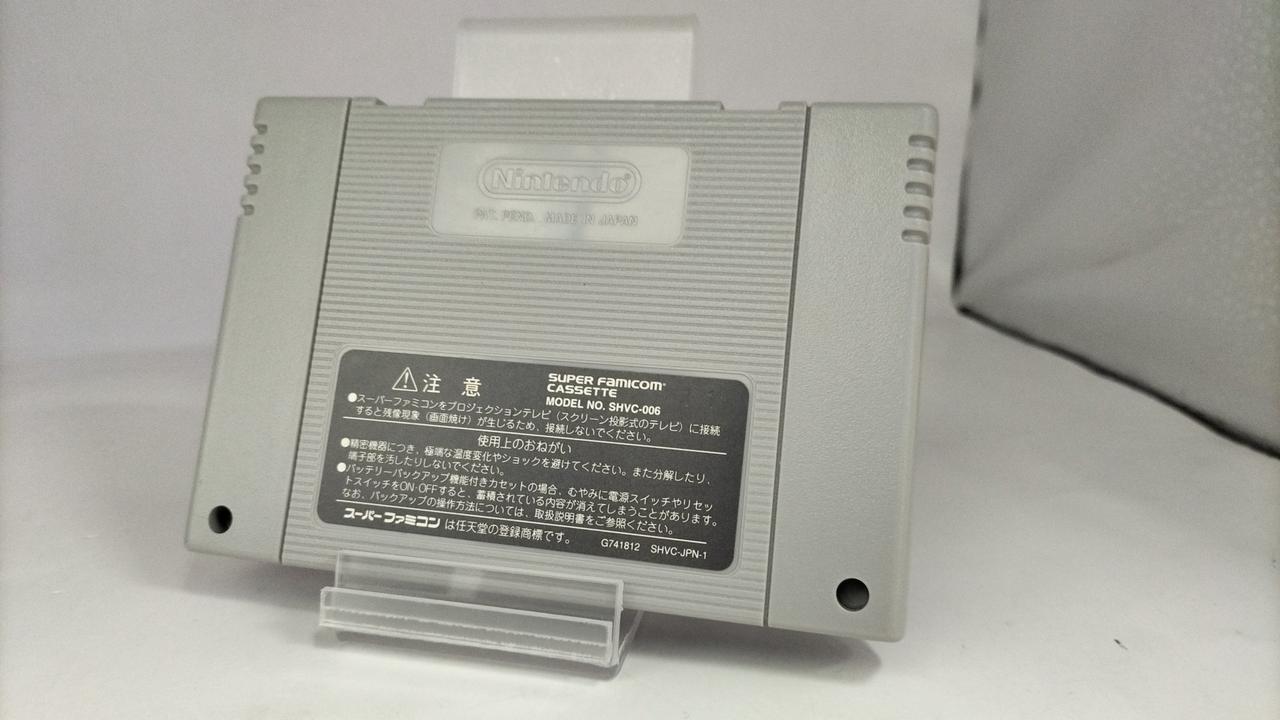 Nintendo®
PAT. PEND. MADE IN JAPAN
⚠注 意
SUPER FAMICOM®
CASSETTE
MODEL NO. SHVC-006
●スーパーファミコンをプロジェクションテレビ（スクリーン投影式のテレビ）に接続
すると残像現象（画面焼け）が生じるため、接続しないでください。
使用上のおねがい
●精密機器につき、極端な温度変化やショックを避けてください。また分解したり、
端子部を汚したりしないでください。
●バッテリーバックアップ機能付きカセットの場合、むやみに電源スイッチやリセッ
トスイッチをON・OFFすると、蓄積されている内容が消えてしまうことがあります。
なお、バックアップの操作方法については、取扱説明書をご参照ください。
スーパーファミコン は任天堂の登録商標です。
G741812 SHVC-JPN-1